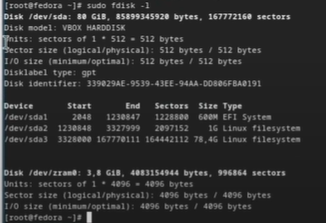 [root@fedora ~]# sudo fdisk -l
Disk /dev/sda: 80 GiB, 85899345920 bytes, 167772160 sectors
Disk model: VBOX HARDDISK
Units: sectors of 1 * 512 = 512 bytes
Sector size (logical/physical): 512 bytes / 512 bytes
I/O size (minimum/optimal): 512 bytes / 512 bytes
Disklabel type: gpt
Disk identifier: 339029AE-9539-43EE-94AA-DD806FBA0191
Device Start End Sectors Size Type
/dev/sda1 2048 1230847 1228800 600M EFI System
/dev/sda2 1230848 3327999 2097152 1G Linux filesystem
/dev/sda3 3328000 167770111 164442112 78,4G Linux filesystem
Disk /dev/zram0: 3,8 GiB, 4083154944 bytes, 996864 sectors
Units: sectors of 1 * 4096 = 4096 bytes
Sector size (logical/physical): 4096 bytes / 4096 bytes
I/O size (minimum/optimal): 4096 bytes / 4096 bytes
[root@fedora ~]#